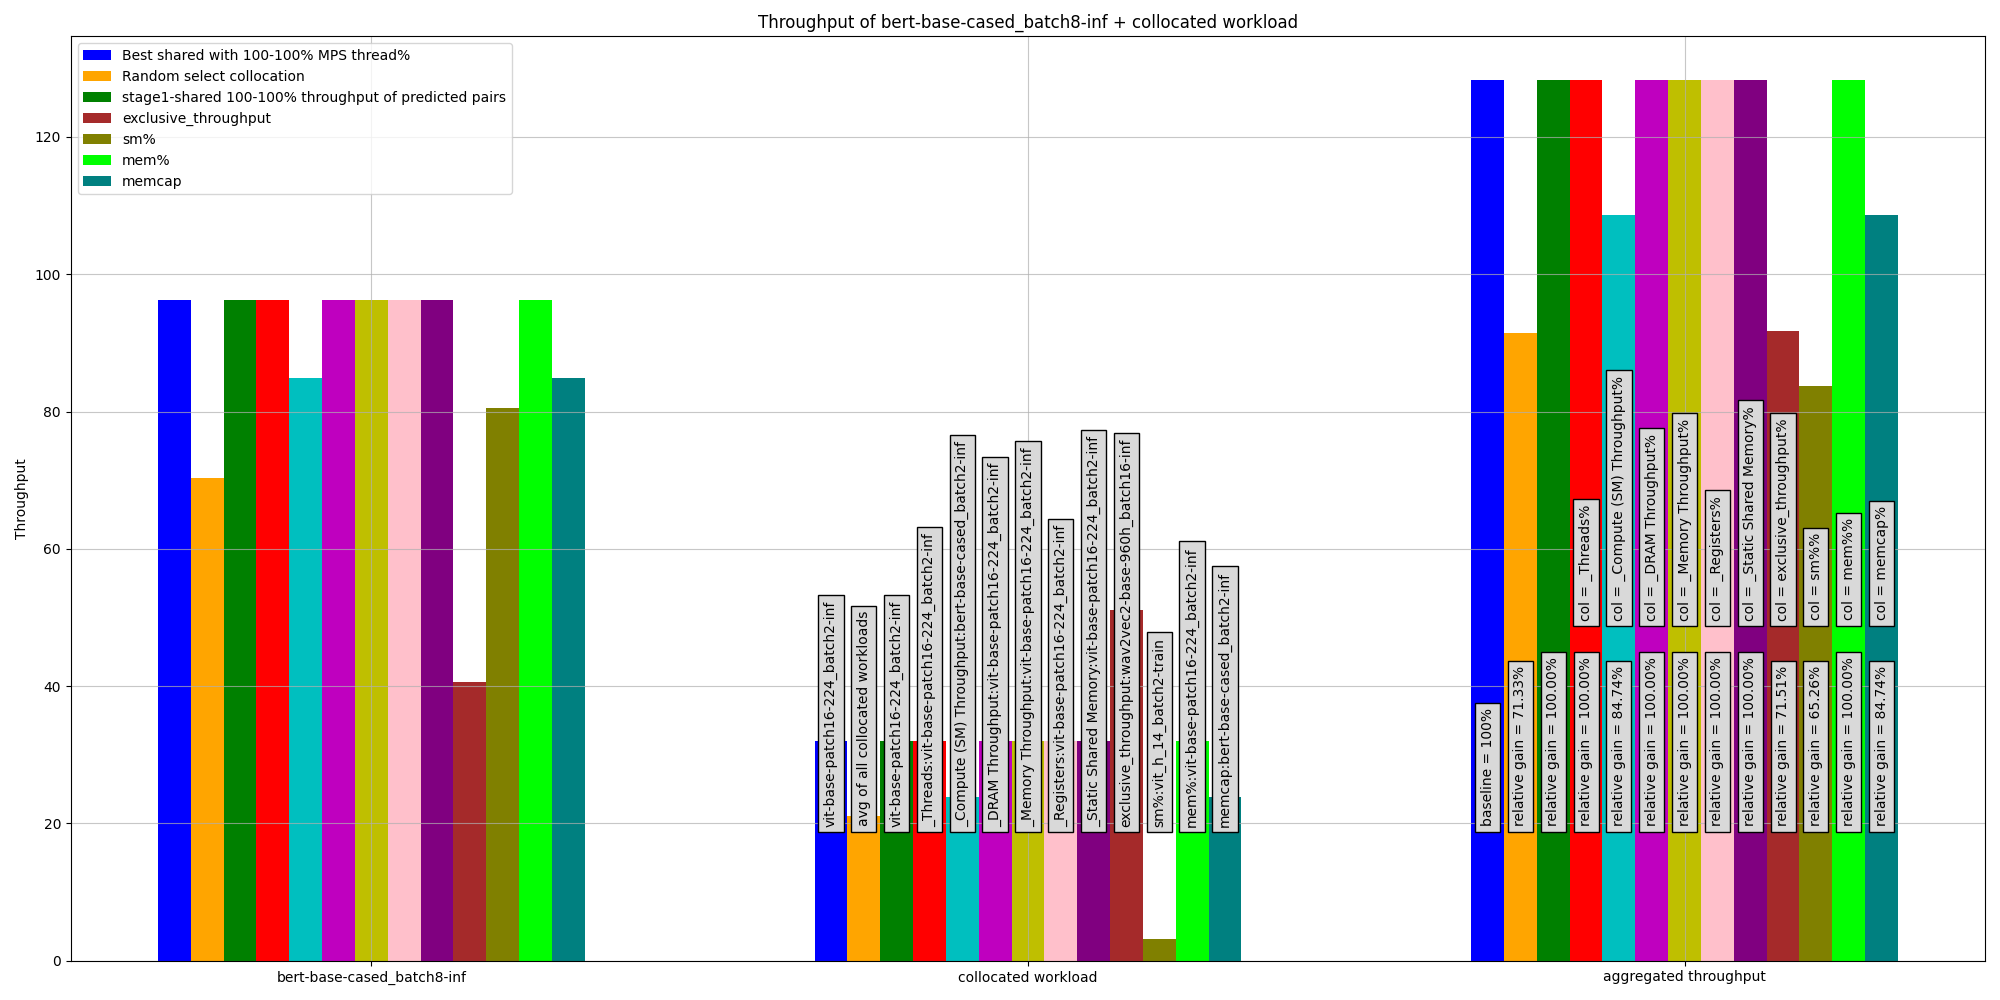 Throughput of bert-base-cased_batch8-inf + collocated workload
Best shared with 100-100% MPS thread%
Random select collocation
stage1-shared 100-100% throughput of predicted pairs
exclusive_throughput
sm%
mem%
memcap
Throughput
120
100
80
60
40
20
0
vit-base-patch16-224_batch2-inf
avg of all collocated workloads
vit-base-patch16-224_batch2-inf
_Threads:vit-base-patch16-224_batch2-inf
_Compute (SM) Throughput:bert-base-cased_batch2-inf
_DRAM Throughput:vit-base-patch16-224_batch2-inf
_Memory Throughput:vit-base-patch16-224_batch2-inf
_Registers:vit-base-patch16-224_batch2-inf
_Static Shared Memory:vit-base-patch16-224_batch2-inf
exclusive_throughput:wav2vec2-base-960h_batch16-inf
sm%:vit_h_14_batch2-train
mem%:vit-base-patch16-224_batch2-inf
memcap:bert-base-cased_batch2-inf
col = _Threads%
col = _Compute (SM) Throughput%
col = _DRAM Throughput%
col = _Memory Throughput%
col = _Registers%
col = _Static Shared Memory%
col = exclusive_throughput%
col = sm%%
col = mem%%
col = memcap%
baseline = 100%
relative gain = 71.33%
relative gain = 100.00%
relative gain = 100.00%
relative gain = 84.74%
relative gain = 100.00%
relative gain = 100.00%
relative gain = 100.00%
relative gain = 100.00%
relative gain = 71.51%
relative gain = 65.26%
relative gain = 100.00%
relative gain = 84.74%
bert-base-cased_batch8-inf
collocated workload
aggregated throughput